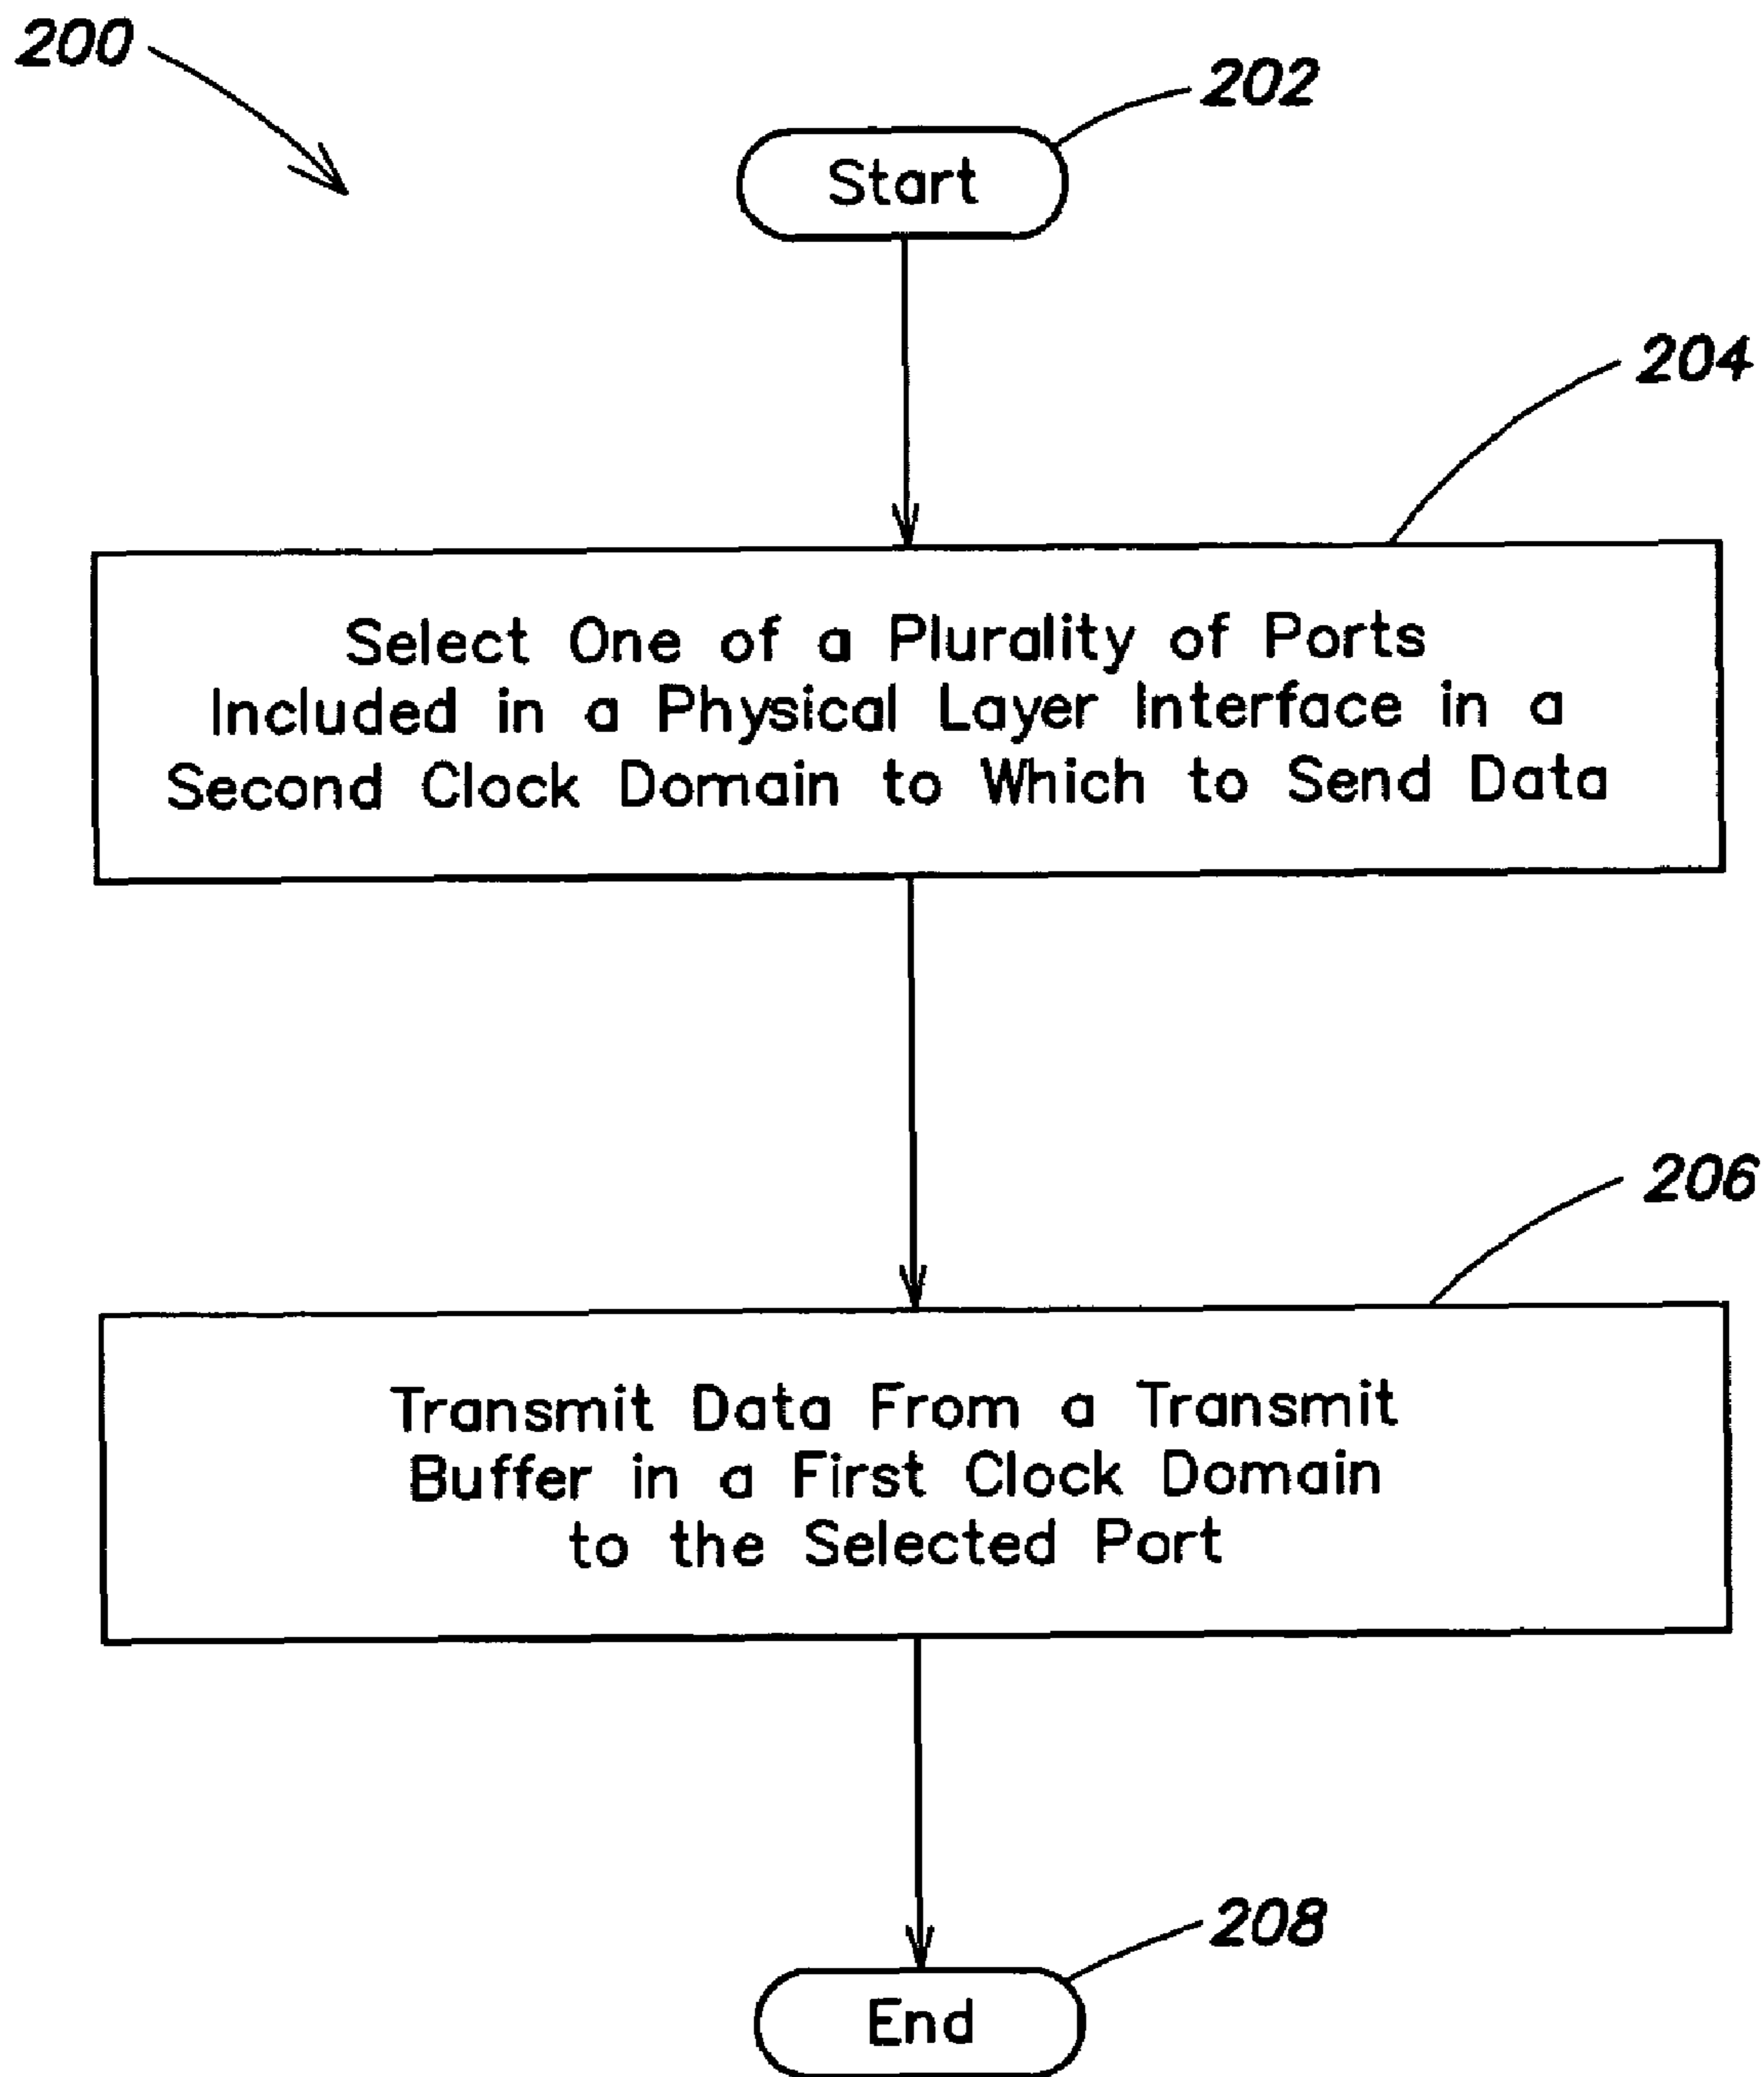 200
202
Start
204
Select One of a Plurality of Ports
Included in a Physical Layer Interface in a
Second Clock Domain to Which to Send Data
206
Transmit Data From a Transmit
Buffer in a First Clock Domain
to the Selected Port
208
End